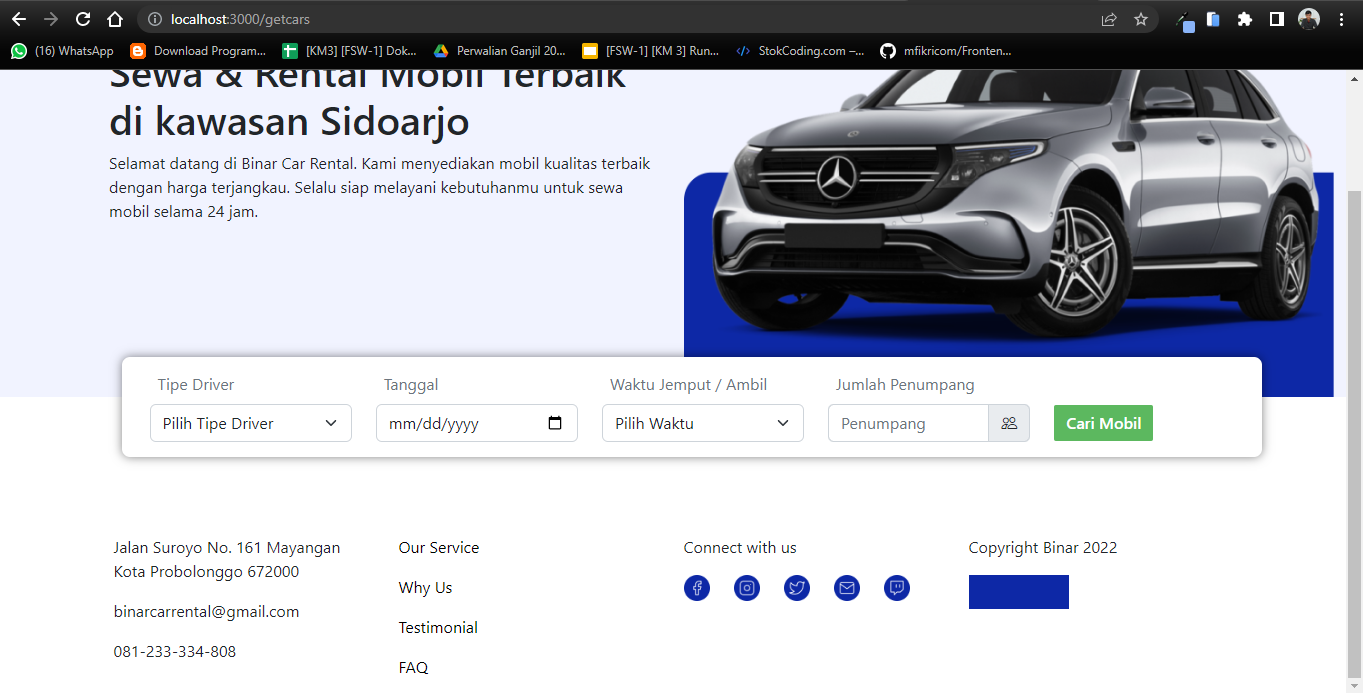 localhost:3000/getcars
(16) WhatsApp
Download Program...
[KM3] [FSW-1] Dok...
Perwalian Ganjil 20...
[FSW-1] [KM 3] Run...
StokCoding.com –...
mfikricom/Fronten...
Sewa & Rental Mobil Terbaik
di kawasan Sidoarjo
Selamat datang di Binar Car Rental. Kami menyediakan mobil kualitas terbaik
dengan harga terjangkau. Selalu siap melayani kebutuhanmu untuk sewa
mobil selama 24 jam.
Tipe Driver
Tanggal
Waktu Jemput / Ambil
Jumlah Penumpang
Pilih Tipe Driver
mm/dd/yyyy
Pilih Waktu
Penumpang
Cari Mobil
Jalan Suroyo No. 161 Mayangan
Kota Probolonggo 672000
binarcarrental@gmail.com
081-233-334-808
Our Service
Why Us
Testimonial
FAQ
Connect with us
Copyright Binar 2022